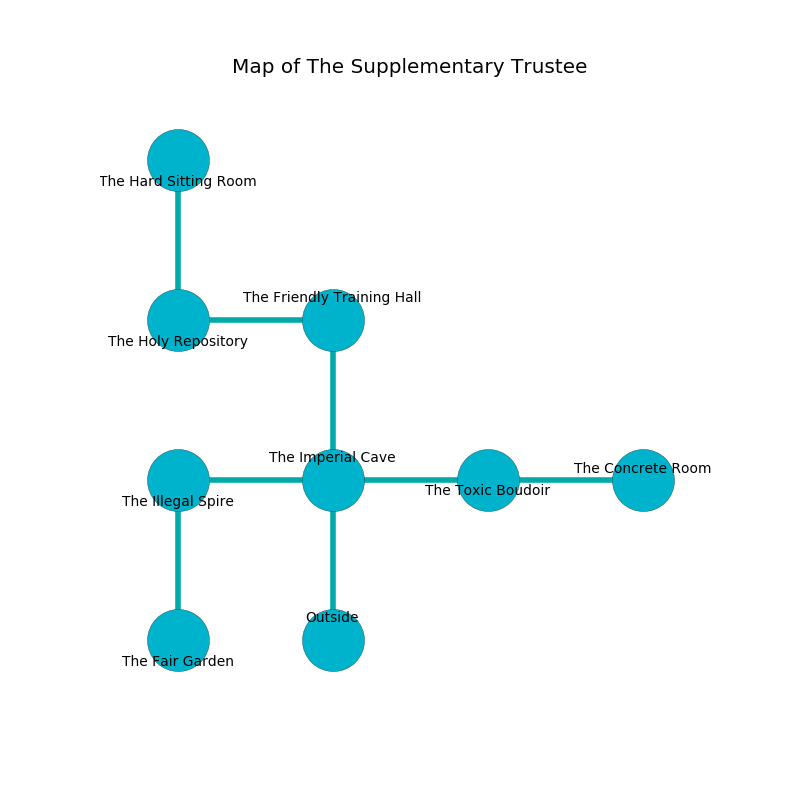 Map of The Supplementary Trustee
The Hard Sitting Room
The Friendly Training Hall
The Holy Repository
The Imperial Cave
The Concrete Room
The Toxic Boudoir
The Illegal Spire
Outside
The Fair Garden